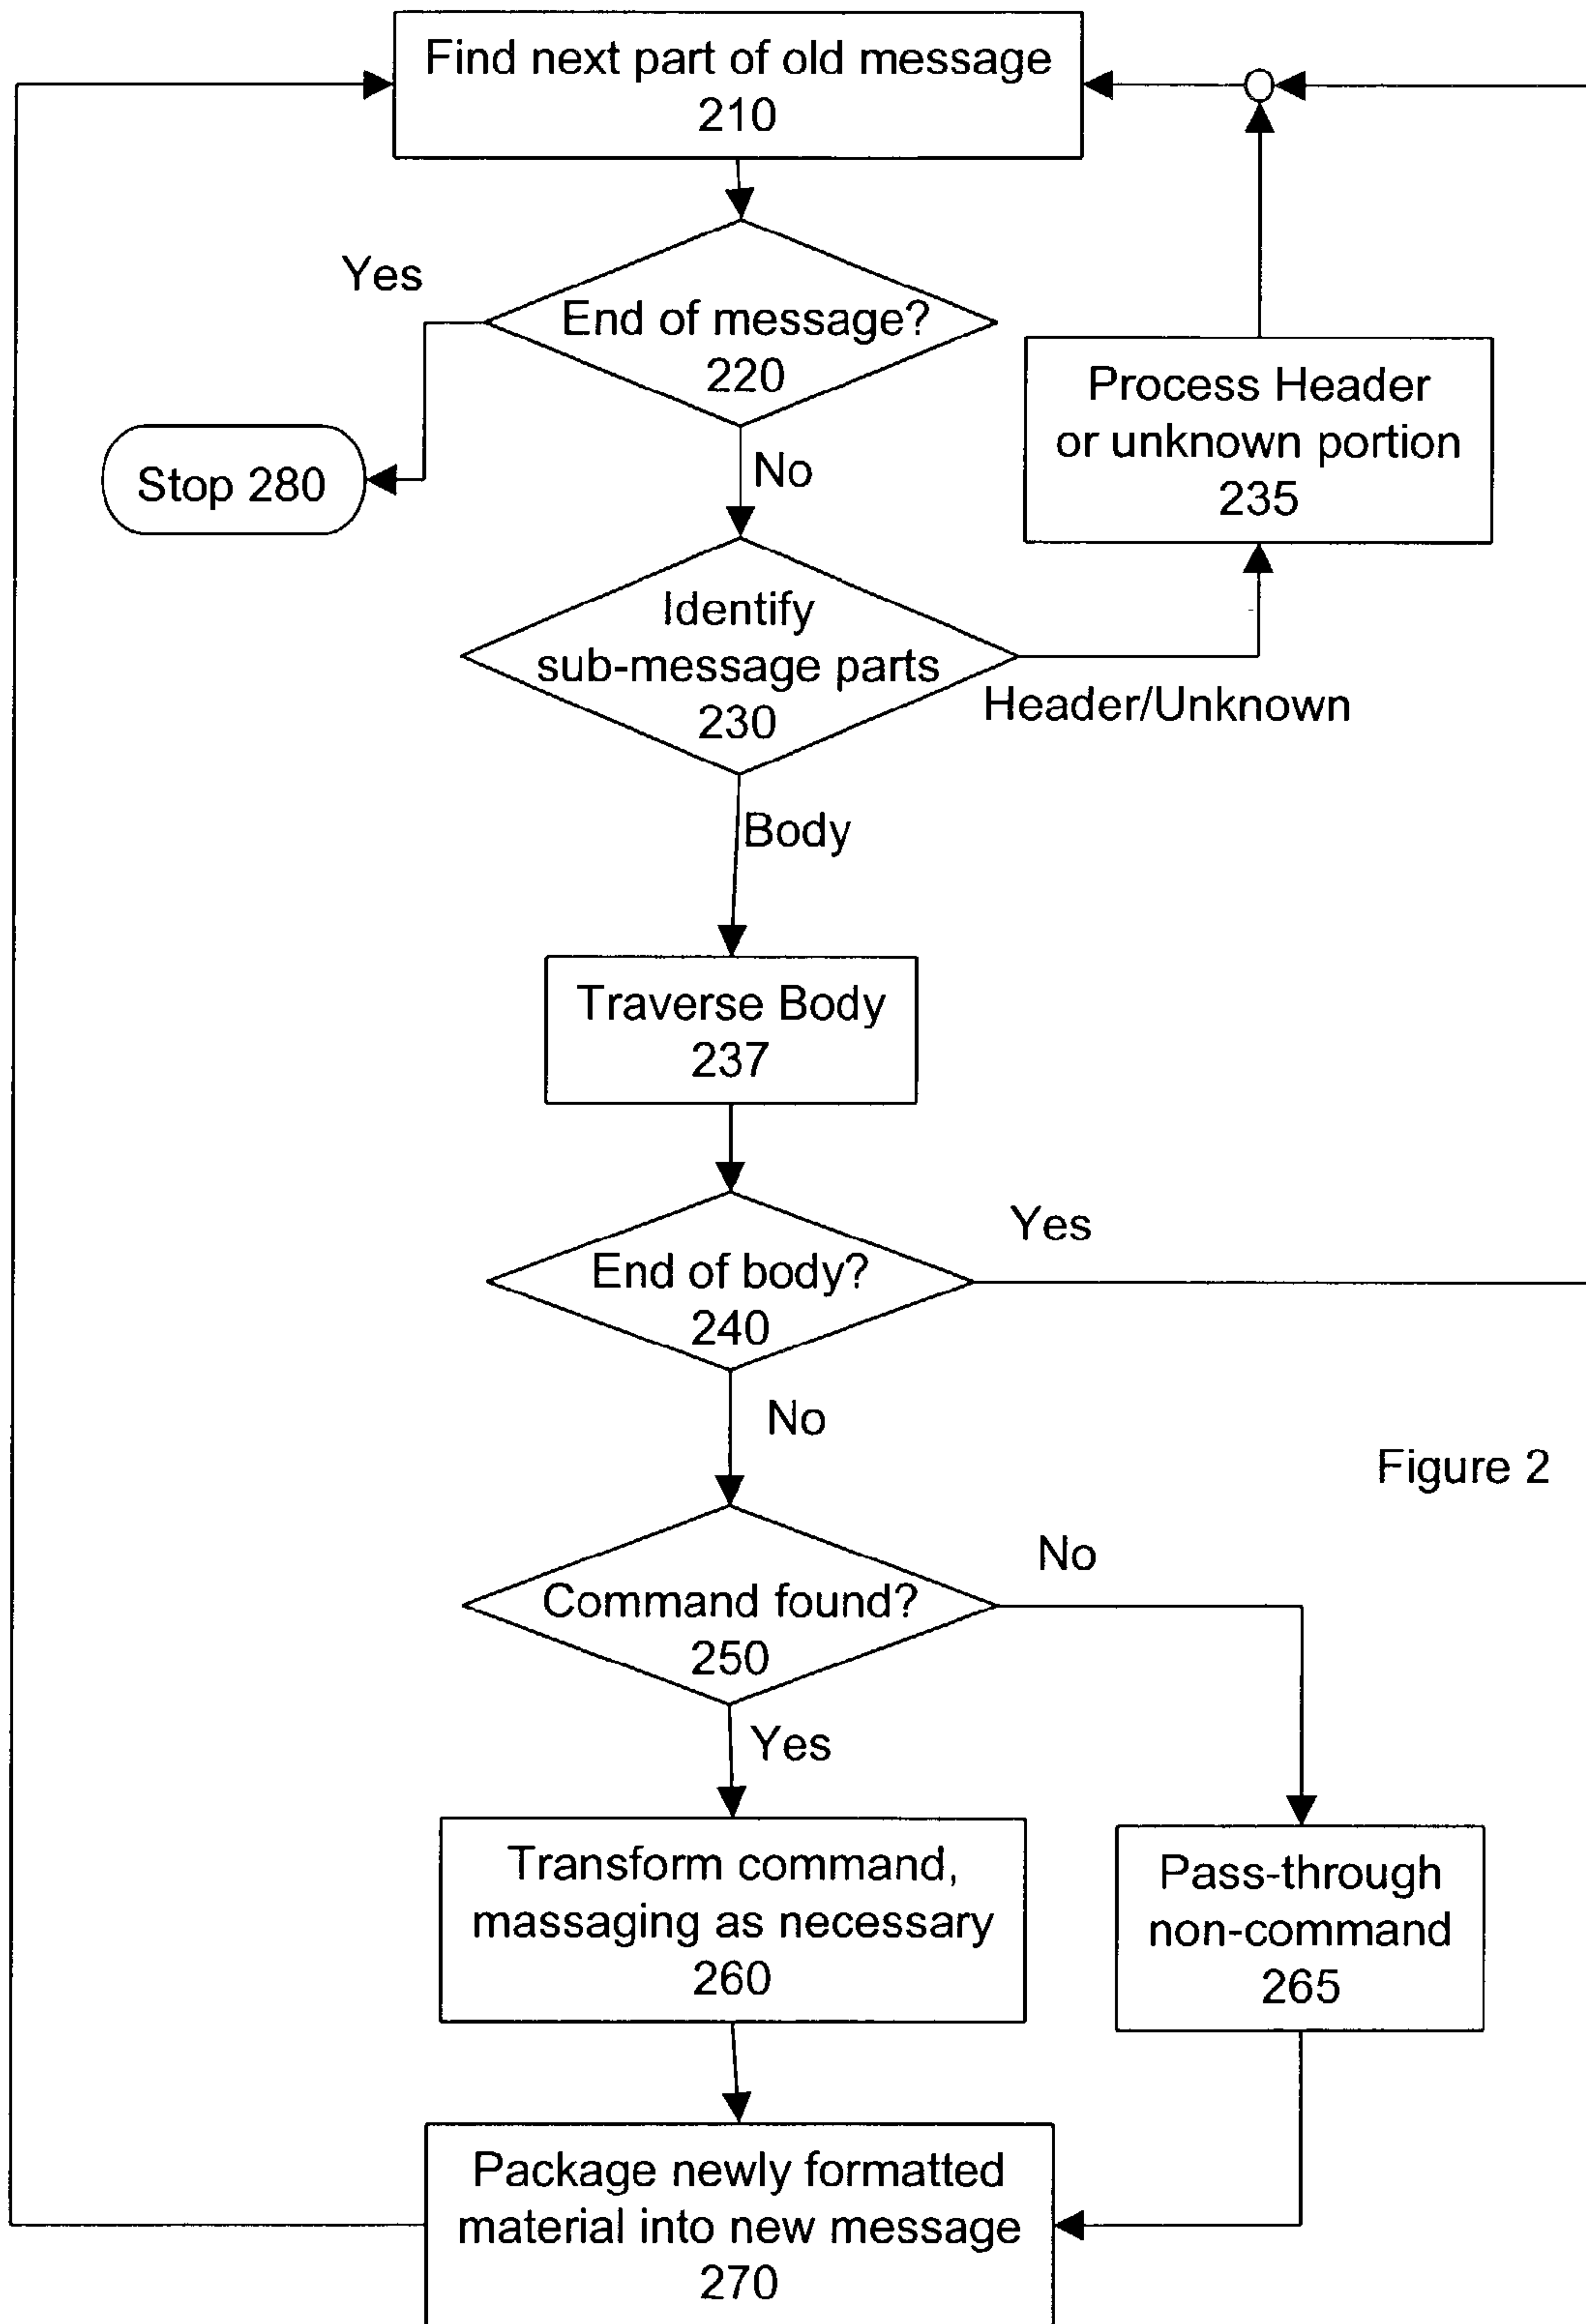 Find next part of old message
210
Yes
End of message?
220
Process Header
or unknown portion
235
No
Stop 280
Identify
sub-message parts
230
Header/Unknown
Body
Traverse Body
237
Yes
End of body?
240
No
Figure 2
No
Command found?
250
Yes
Transform command,
massaging as necessary
260
Pass-through
non-command
265
Package newly formatted
material into new message
270